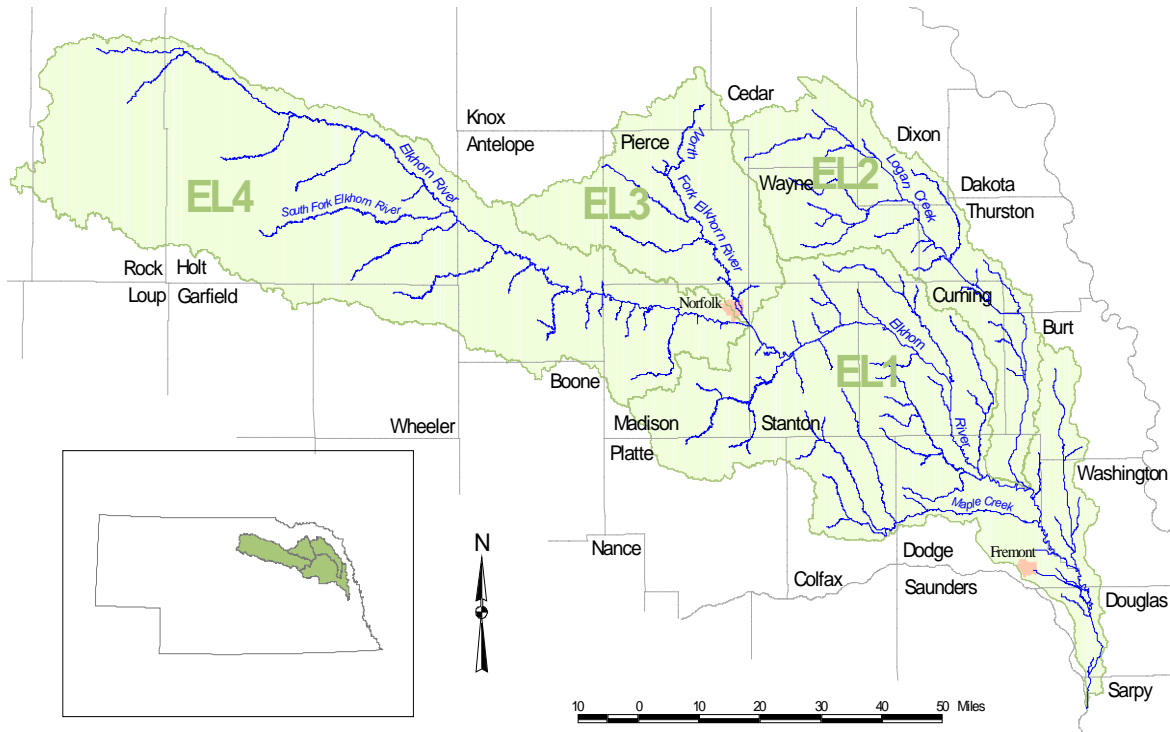 Knox
Antelope
Cedar
Pierce
Dixon
North Fork Elkhorn River
Wayne
EL2
Logan Creek
Dakota
Thurston
Elkhorn River
EL4
South Fork Elkhorn River
EL3
Rock
Holt
Loup
Garfield
Norfolk
Cuming
Burt
Elkhorn River
EL1
Boone
Wheeler
Madison
Stanton
Platte
Washington
Maple Creek
Nance
Dodge
Fremont
Colfax
Saunders
Douglas
Sarpy
N
10 0 10 20 30 40 50 Miles